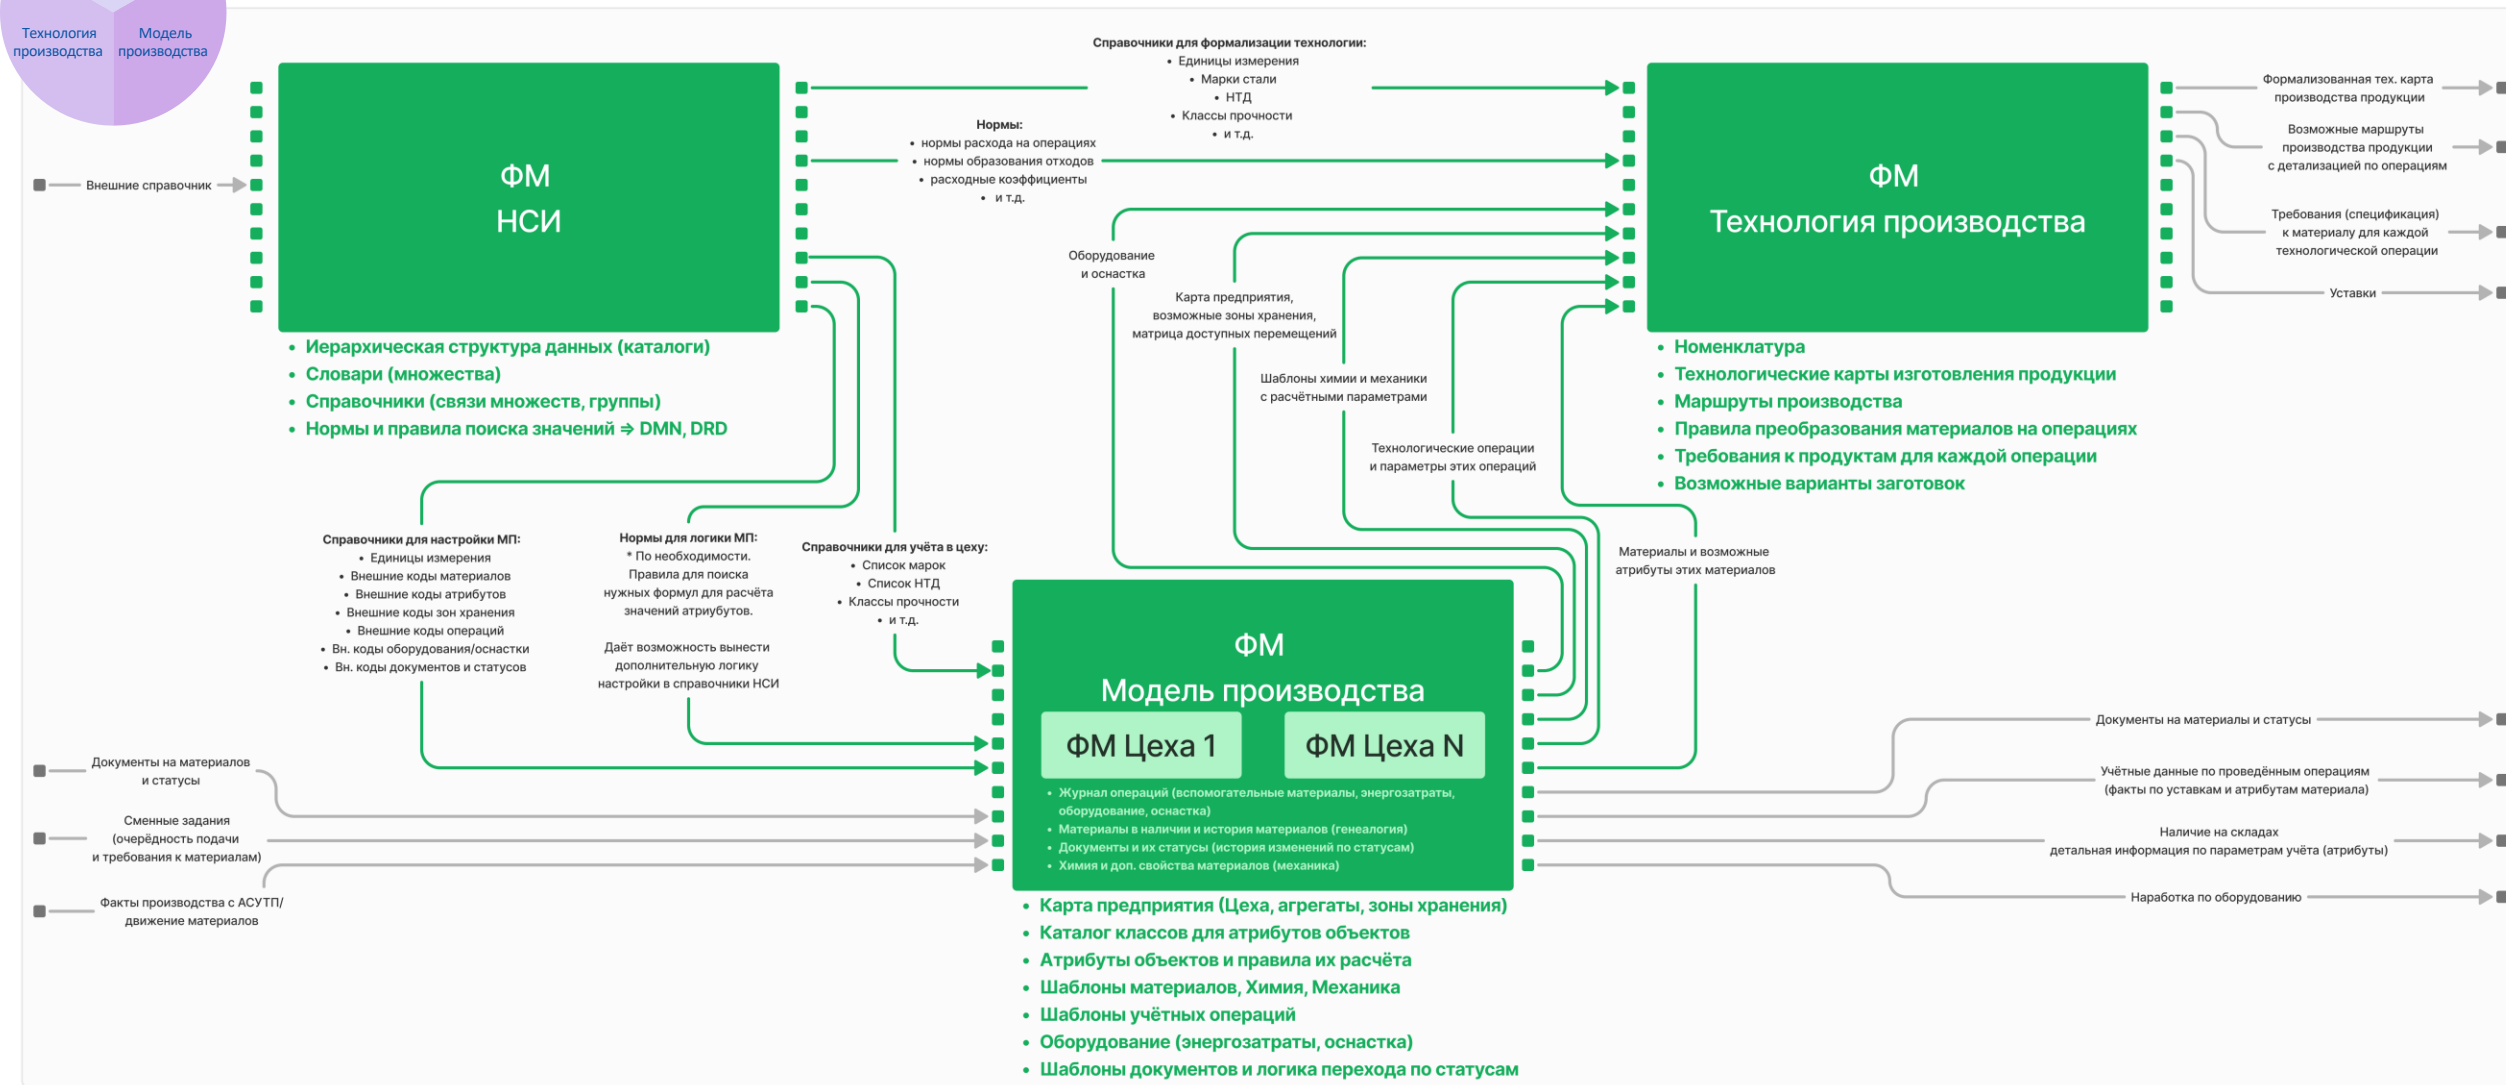 Технология
производства
Модель
производства
Внешние справочник
ФМ
НСИ
• Иерархическая структура данных (каталоги)
• Словари (множества)
• Справочники (связи множеств, группы)
• Нормы и правила поиска значений ⇒ DMN, DRD
Справочники для формализации технологии:
• Единицы измерения
• Марки стали
• НТД
• Классы прочности
• и т.д.
Нормы:
• нормы расхода на операциях
• нормы образования отходов
• расходные коэффициенты
• и т.д.
Оборудование
и оснастка
Карта предприятия,
возможные зоны хранения,
матрица доступных перемещений
Шаблоны химии и механики
с расчётными параметрами
Технологические операции
и параметры этих операций
Материалы и возможные
атрибуты этих материалов
ФМ
Технология производства
• Номенклатура
• Технологические карты изготовления продукции
• Маршруты производства
• Правила преобразования материалов на операциях
• Требования к продуктам для каждой операции
• Возможные варианты заготовок
Формализованная тех. карта
производства продукции
Возможные маршруты
производства продукции
с детализацией по операциям
Требования (спецификация)
к материалу для каждой
технологической операции
Уставки
Справочники для настройки МП:
• Единицы измерения
• Внешние коды материалов
• Внешние коды атрибутов
• Внешние коды зон хранения
• Внешние коды операций
• Вн. коды оборудования/оснастки
• Вн. коды документов и статусов
Нормы для логики МП:
* По необходимости.
Правила для поиска
нужных формул для расчёта
значений атриубутов.
Даёт возможность вынести
дополнительную логику
настройки в справочники НСИ
Справочники для учёта в цеху:
• Список марок
• Список НТД
• Классы прочности
• и т.д.
Документы на материалов
и статусы
Сменные задания
(очерёдность подачи
и требования к материалам)
Факты производства с АСУТП/
движение материалов
ФМ
Модель производства
ФМ Цеха 1
ФМ Цеха N
• Журнал операций (вспомогательные материалы, энергозатраты,
оборудование, оснастка)
• Материалы в наличии и история материалов (генеалогия)
• Документы и их статусы (история изменений по статусам)
• Химия и доп. свойства материалов (механика)
• Карта предприятия (Цеха, агрегаты, зоны хранения)
• Каталог классов для атрибутов объектов
• Атрибуты объектов и правила их расчёта
• Шаблоны материалов, Химия, Механика
• Шаблоны учётных операций
• Оборудование (энергозатраты, оснастка)
• Шаблоны документов и логика перехода по статусам
Документы на материалы и статусы
Учётные данные по проведённым операциям
(факты по уставкам и атрибутам материала)
Наличие на складах
детальная информация по параметрам учёта (атрибуты)
Наработка по оборудованию